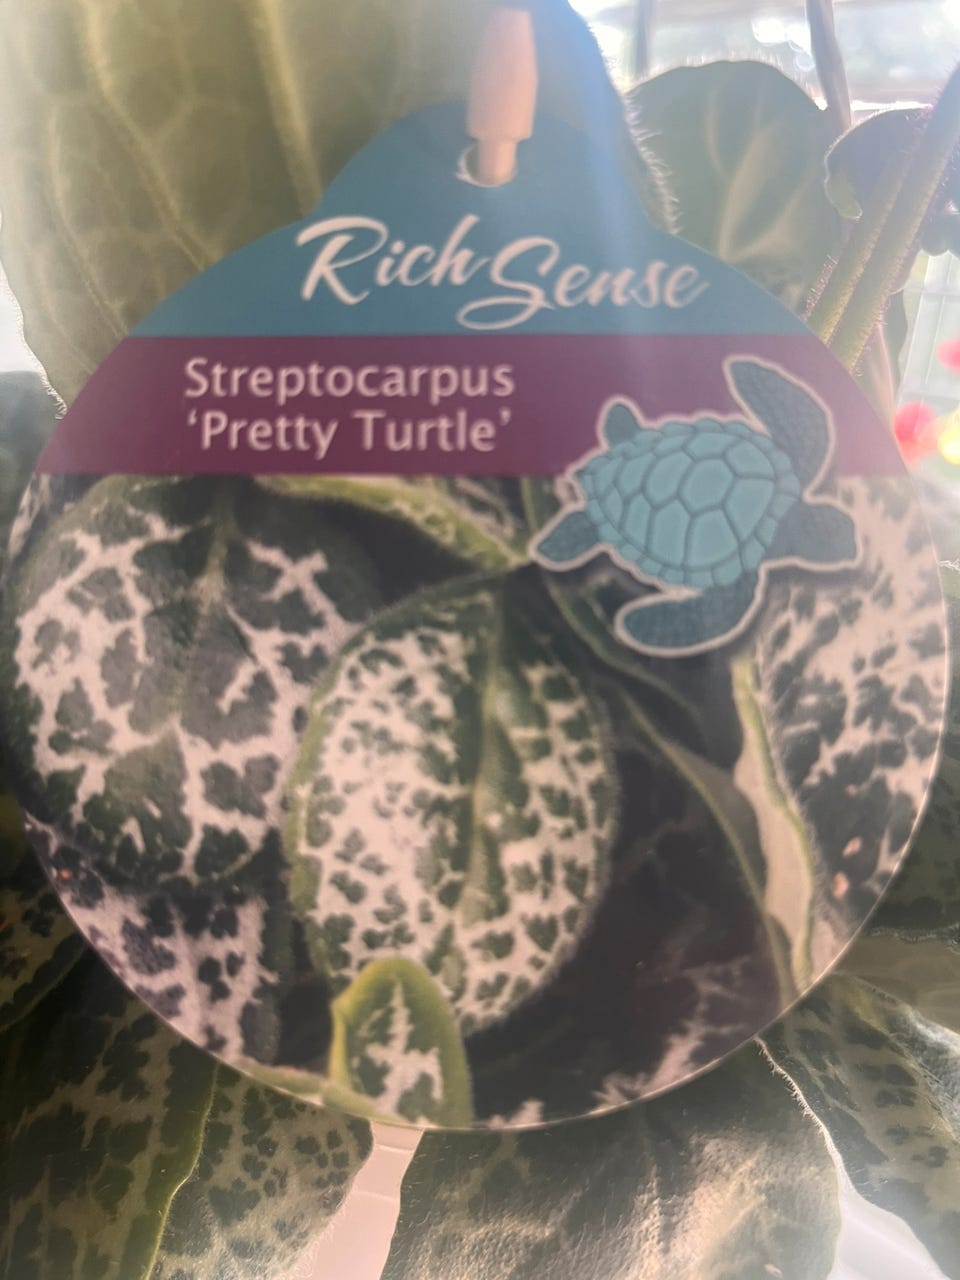 Rich Sense
Streptocarpus
‘Pretty Turtle’